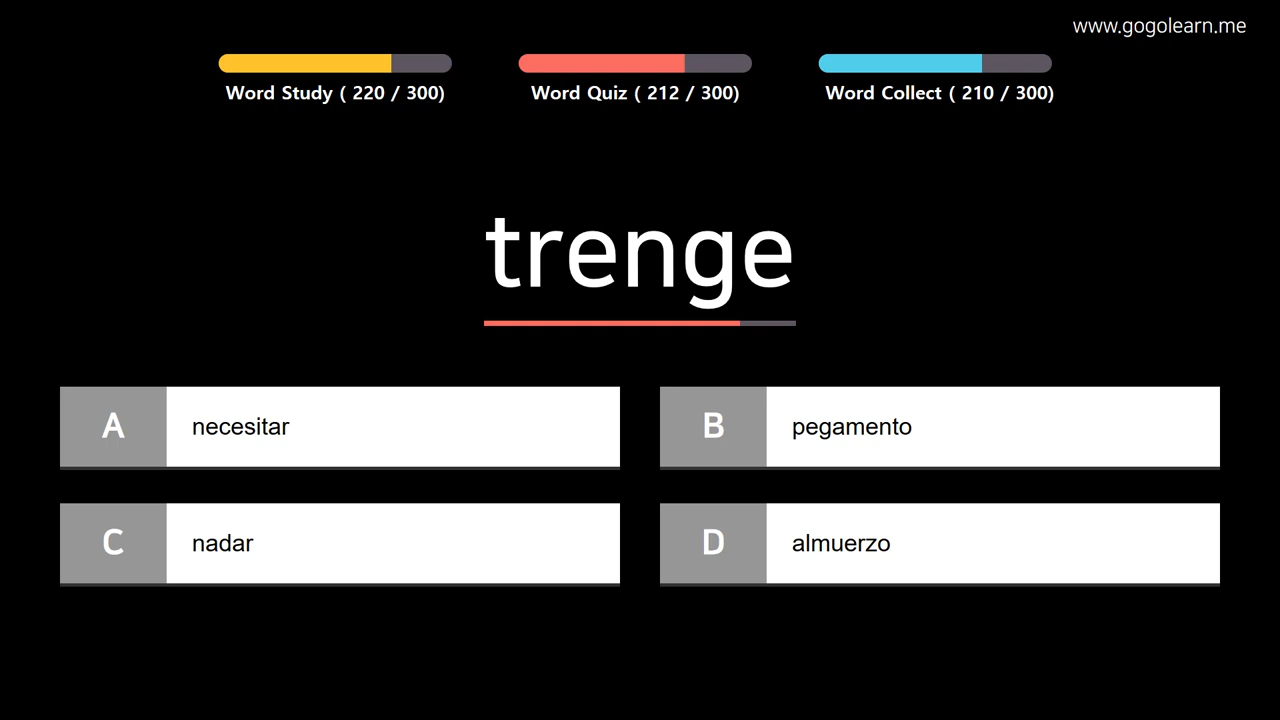 www.gogolearn.me
Word Study ( 220 / 300)
Word Quiz ( 212 / 300)
Word Collect ( 210 / 300)
trenge
A necesitar
B pegamento
C nadar
D almuerzo